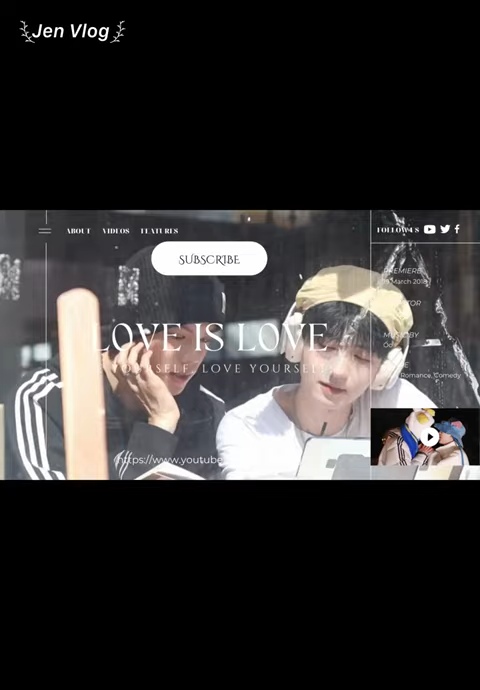 Jen Vlog
ABOUT VIDEOS FEATURES
FOLLOW US
SUBSCRIBE
PREMIERE
March 2018
LOVE IS LOVE
YOURSELF, LOVE YOURSELF
Romance, Comedy
https://www.youtube